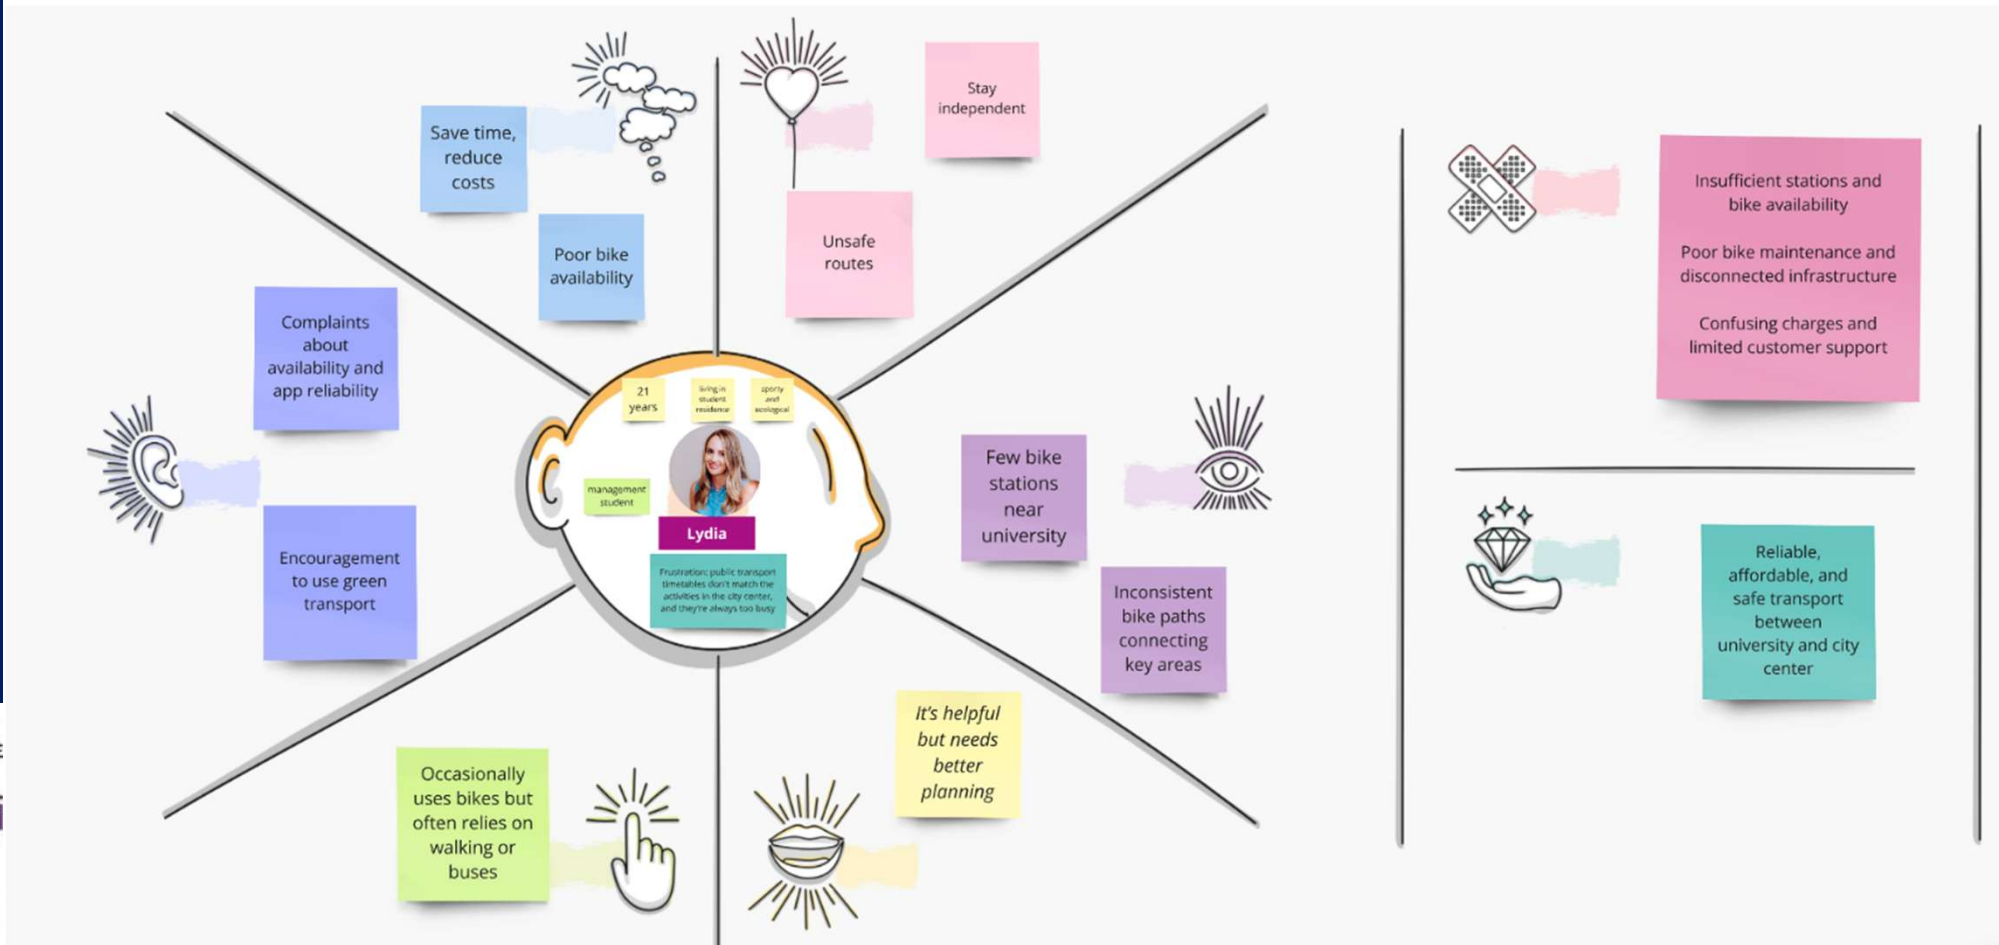 Save time,
reduce
costs
Poor bike
availability
Stay
independent
Unsafe
routes
Complaints
about
availability and
app reliability
Encouragement
to use green
transport
21
years
living in
student
residence
sporty
and
ecological
management
student
Lydia
Frustration: public transport
timetables don't match the
activities in the city center,
and they're always too busy
Few bike
stations
near
university
Inconsistent
bike paths
connecting
key areas
Occasionally
uses bikes but
often relies on
walking or
buses
It's helpful
but needs
better
planning
Insufficient stations and
bike availability
Poor bike maintenance and
disconnected infrastructure
Confusing charges and
limited customer support
Reliable,
affordable, and
safe transport
between
university and city
center